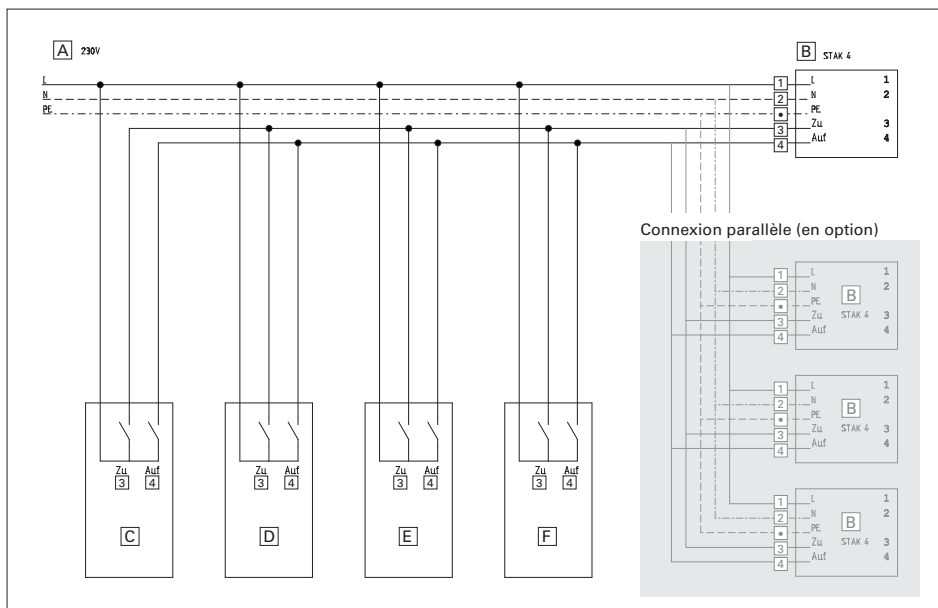 A 230V
B STAK 4
L
N
PE
1 L 1
2 N 2
• PE
3 Zu 3
4 Auf 4
Connexion parallèle (en option)
1 L 1
2 N 2
• PE
B
3 Zu STAK 4 3
4 Auf 4
1 L 1
2 N 2
• PE
B
3 Zu STAK 4 3
4 Auf 4
1 L 1
2 N 2
• PE
B
3 Zu STAK 4 3
4 Auf 4
Zu Auf
3 4
C
Zu Auf
3 4
D
Zu Auf
3 4
E
Zu Auf
3 4
F